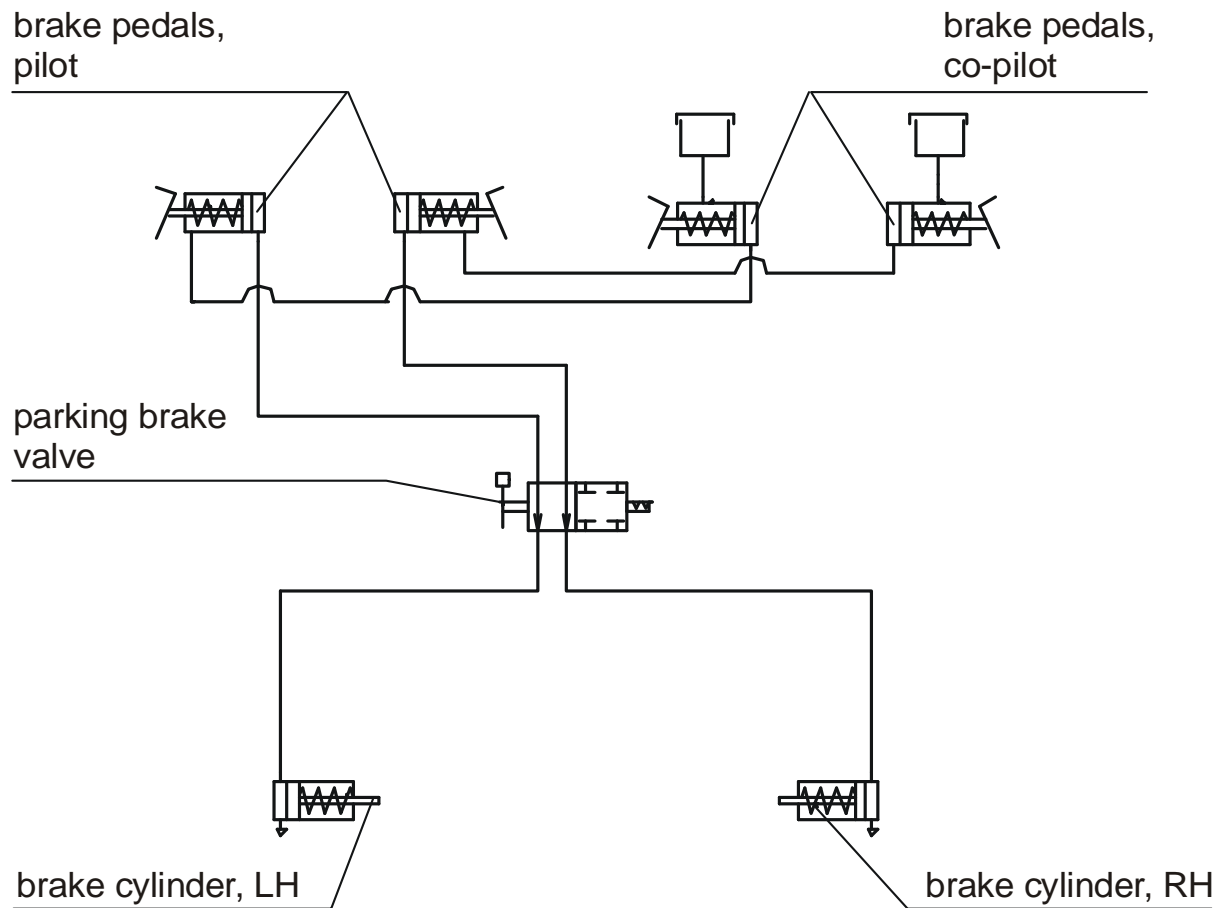 brake pedals,
pilot
brake pedals,
co-pilot
parking brake
valve
brake cylinder, LH
brake cylinder, RH